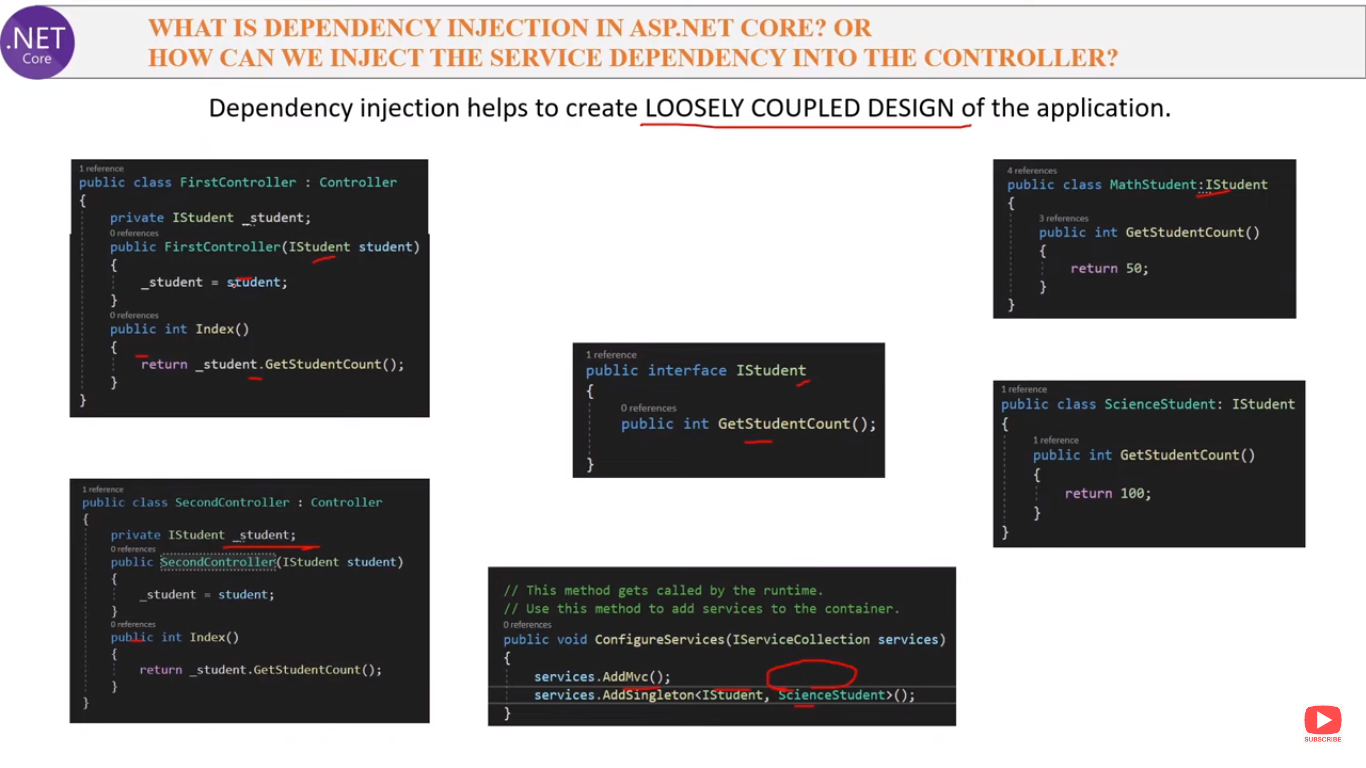 .NET
Core
WHAT IS DEPENDENCY INJECTION IN ASP.NET CORE? OR
HOW CAN WE INJECT THE SERVICE DEPENDENCY INTO THE CONTROLLER?
Dependency injection helps to create LOOSELY COUPLED DESIGN of the application.
1 reference
public class FirstController : Controller
{
private IStudent _student;
0 references
public FirstController(IStudent student)
{
_student = student;
}
0 references
public int Index()
{
return _student.GetStudentCount();
}
}
1 reference
public class SecondController : Controller
{
private IStudent _student;
0 references
public SecondController(IStudent student)
{
_student = student;
}
0 references
public int Index()
{
return _student.GetStudentCount();
}
}
1 reference
public interface IStudent
{
0 references
public int GetStudentCount();
}
// This method gets called by the runtime.
// Use this method to add services to the container.
0 references
public void ConfigureServices(IServiceCollection services)
{
services.AddMvc();
services.AddSingleton<IStudent, ScienceStudent>();
}
4 references
public class MathStudent:IStudent
{
3 references
public int GetStudentCount()
{
return 50;
}
}
1 reference
public class ScienceStudent: IStudent
{
1 reference
public int GetStudentCount()
{
return 100;
}
}
SUBSCRIBE